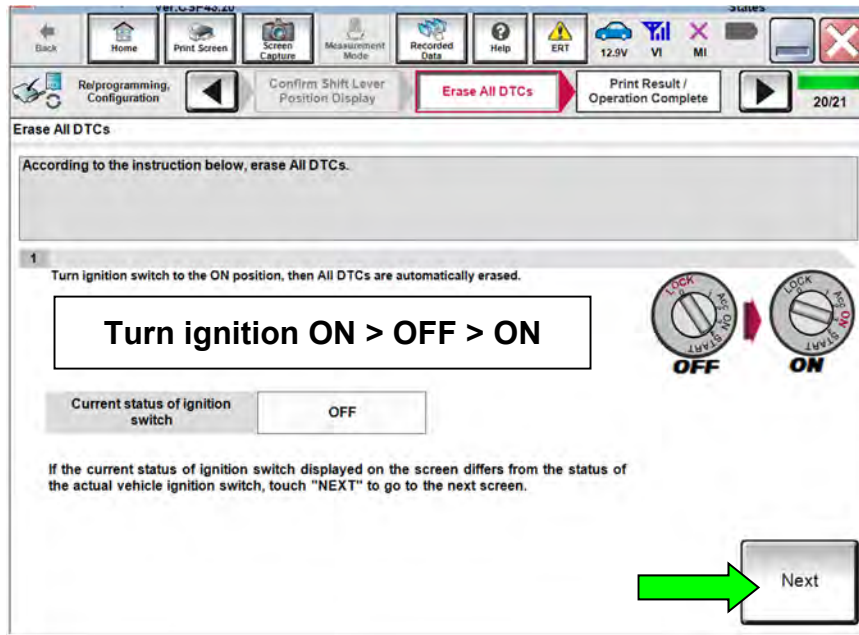 Ver.CSP43.20
States
Back
Home
Print Screen
Screen
Capture
Measurement
Mode
Recorded
Data
Help
ERT
12.9V
VI
MI
Re/programming,
Configuration
Confirm Shift Lever
Position Display
Erase All DTCs
Print Result /
Operation Complete
20/21
Erase All DTCs
According to the instruction below, erase All DTCs.
1
Turn ignition switch to the ON position, then All DTCs are automatically erased.
Turn ignition ON > OFF > ON
LOCK
Acc
ON
START
OFF
LOCK
Acc
ON
START
ON
Current status of ignition
switch
OFF
If the current status of ignition switch displayed on the screen differs from the status of
the actual vehicle ignition switch, touch "NEXT" to go to the next screen.
Next